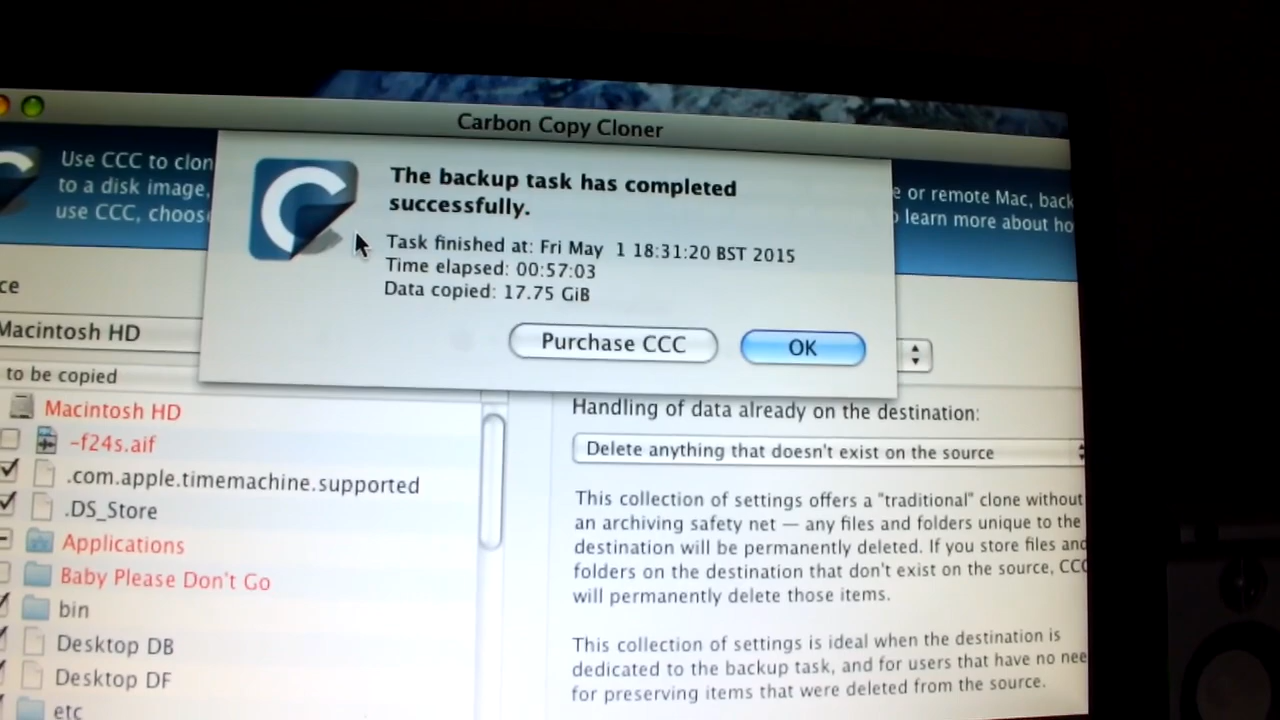 Carbon Copy Cloner
Use CCC to clon
to a disk image,
use CCC, choos
e or remote Mac, back
learn more about ho
The backup task has completed
successfully.
Task finished at: Fri May 1 18:31:20 BST 2015
Time elapsed: 00:57:03
Data copied: 17.75 GiB
Purchase CCC
OK
ce
Macintosh HD
to be copied
Macintosh HD
-f24s.aif
.com.apple.timemachine.supported
.DS_Store
Applications
Baby Please Don't Go
bin
Desktop DB
Desktop DF
etc
Handling of data already on the destination:
Delete anything that doesn't exist on the source
This collection of settings offers a "traditional" clone without
an archiving safety net — any files and folders unique to the
destination will be permanently deleted. If you store files and
folders on the destination that don't exist on the source, CCC
will permanently delete those items.
This collection of settings is ideal when the destination is
dedicated to the backup task, and for users that have no nee
for preserving items that were deleted from the source.